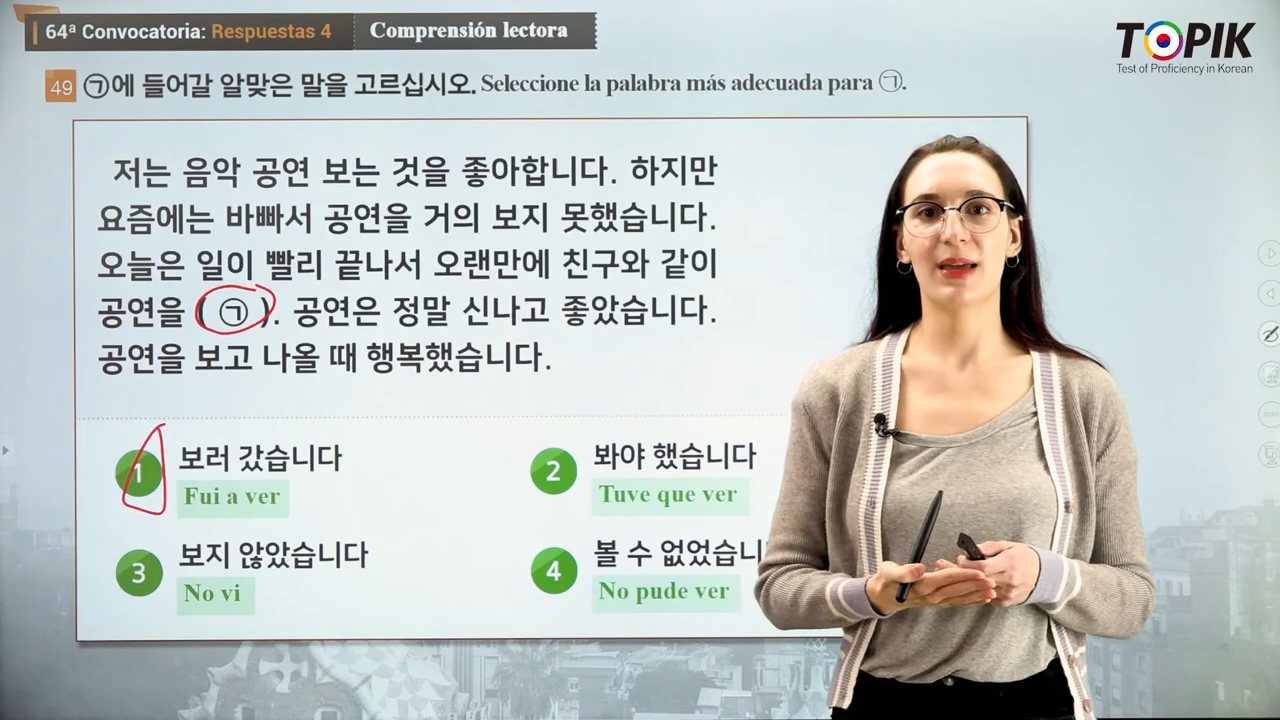 64ª Convocatoria: Respuestas 4 Comprensión lectora
TOPIK
Test of Proficiency in Korean
49 ㉠에 들어갈 알맞은 말을 고르십시오. Seleccione la palabra más adecuada para ㉠.
저는 음악 공연 보는 것을 좋아합니다. 하지만
요즘에는 바빠서 공연을 거의 보지 못했습니다.
오늘은 일이 빨리 끝나서 오랜만에 친구와 같이
공연을 ( ㉠ ). 공연은 정말 신나고 좋았습니다.
공연을 보고 나올 때 행복했습니다.
1 보러 갔습니다
Fui a ver
2 봐야 했습니다
Tuve que ver
3 보지 않았습니다
No vi
4 볼 수 없었습니
No pude ver